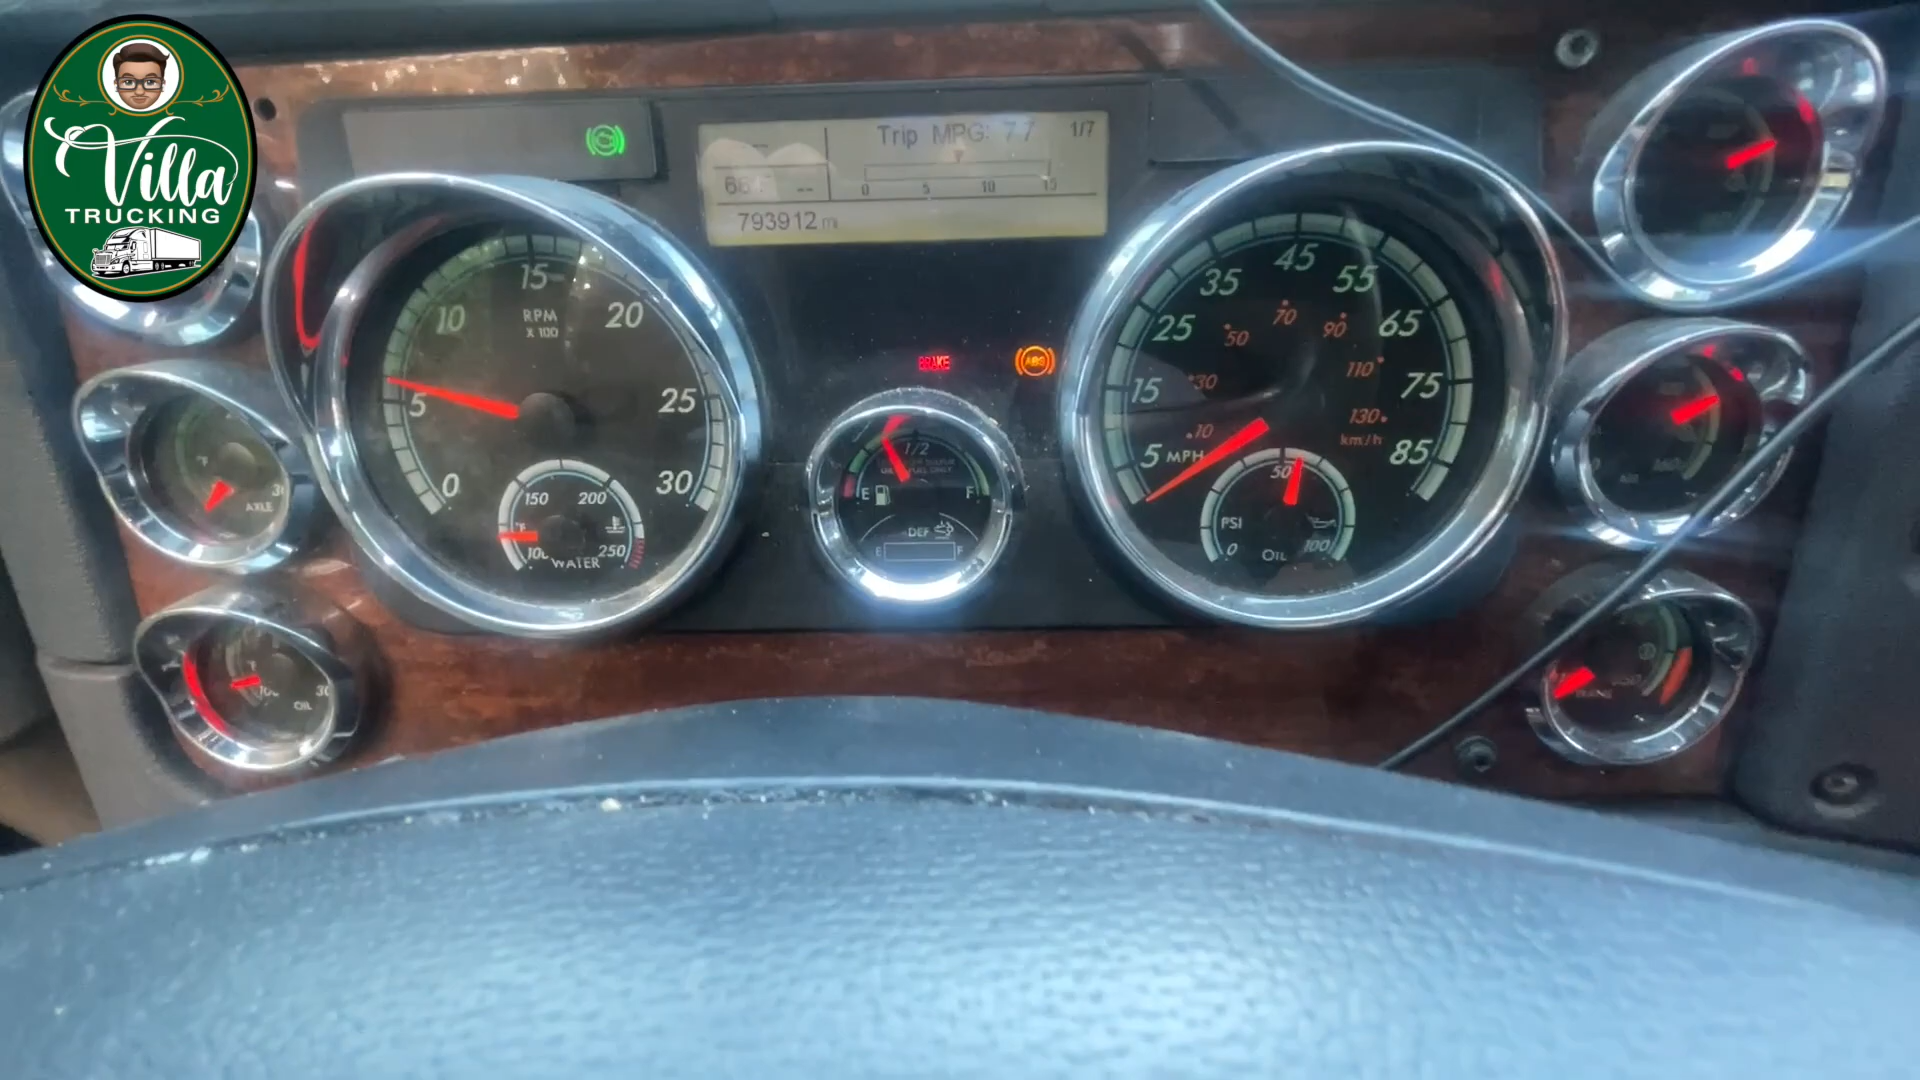 Villa
TRUCKING
Trip MPG: 7.7 1/7
0 5 10 15
793912 mi
BRAKE
ABS
0 5 10 15 20 25 30
RPM
X 100
150 200
°F
100 250
WATER
1/2
E F
DEF
E F
5 15 25 35 45 55 65 75 85
MPH
10 30 50 70 90 110 130
km/h
50
PSI
0 100
OIL
°F
AXLE
OIL